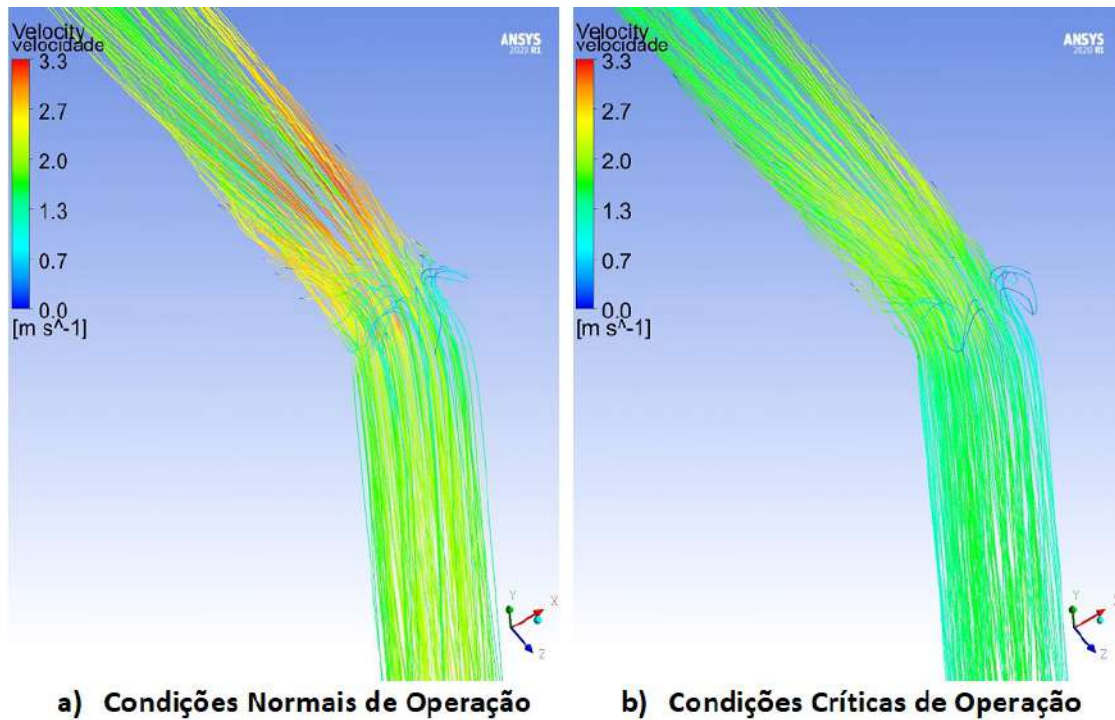 Velocity
velocidade
ANSYS
2020 R1
3.3
2.7
2.0
1.3
0.7
0.0
[m s^-1]
Y
X
Z
a) Condições Normais de Operação
Velocity
velocidade
ANSYS
2020 R1
3.3
2.7
2.0
1.3
0.7
0.0
[m s^-1]
Y
X
Z
b) Condições Críticas de Operação